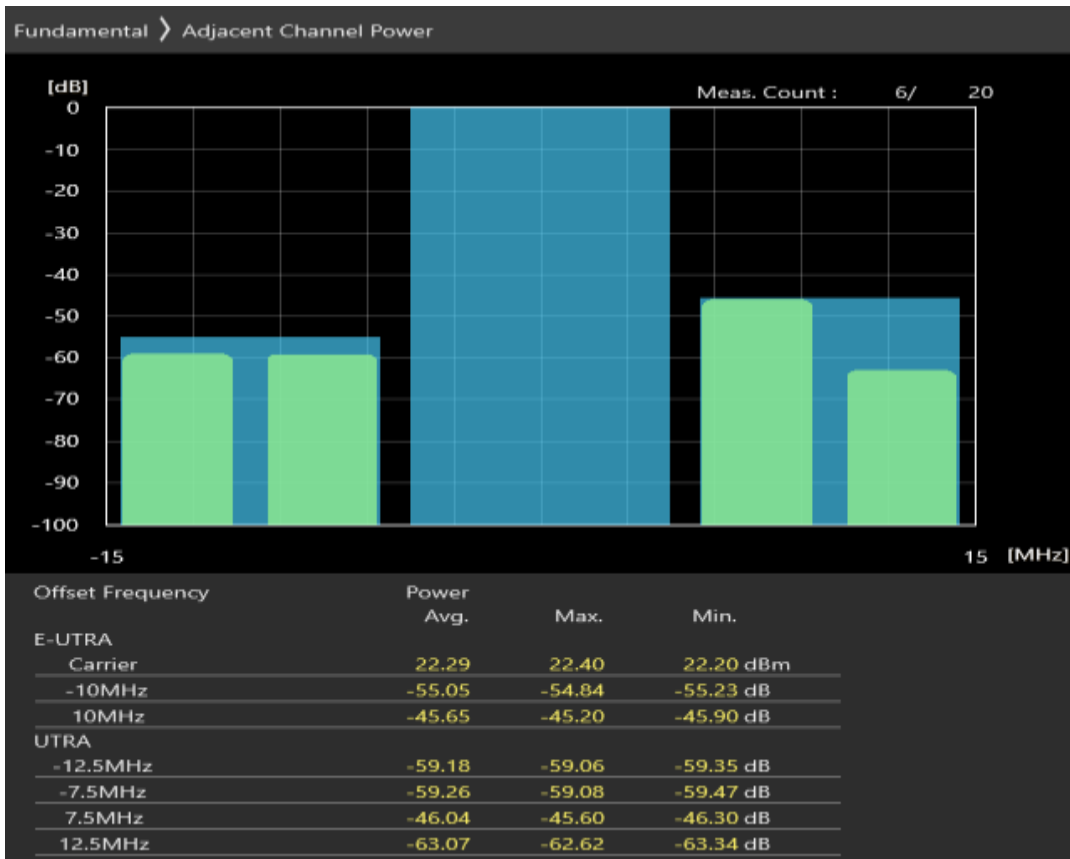 Fundamental 〉 Adjacent Channel Power
[dB]
Meas. Count : 6/ 20
0
-10
-20
-30
-40
-50
-60
-70
-80
-90
-100
-15 15 [MHz]
Offset Frequency Power
Avg. Max. Min.
E-UTRA
Carrier 22.29 22.40 22.20 dBm
-10MHz -55.05 -54.84 -55.23 dB
10MHz -45.65 -45.20 -45.90 dB
UTRA
-12.5MHz -59.18 -59.06 -59.35 dB
-7.5MHz -59.26 -59.08 -59.47 dB
7.5MHz -46.04 -45.60 -46.30 dB
12.5MHz -63.07 -62.62 -63.34 dB